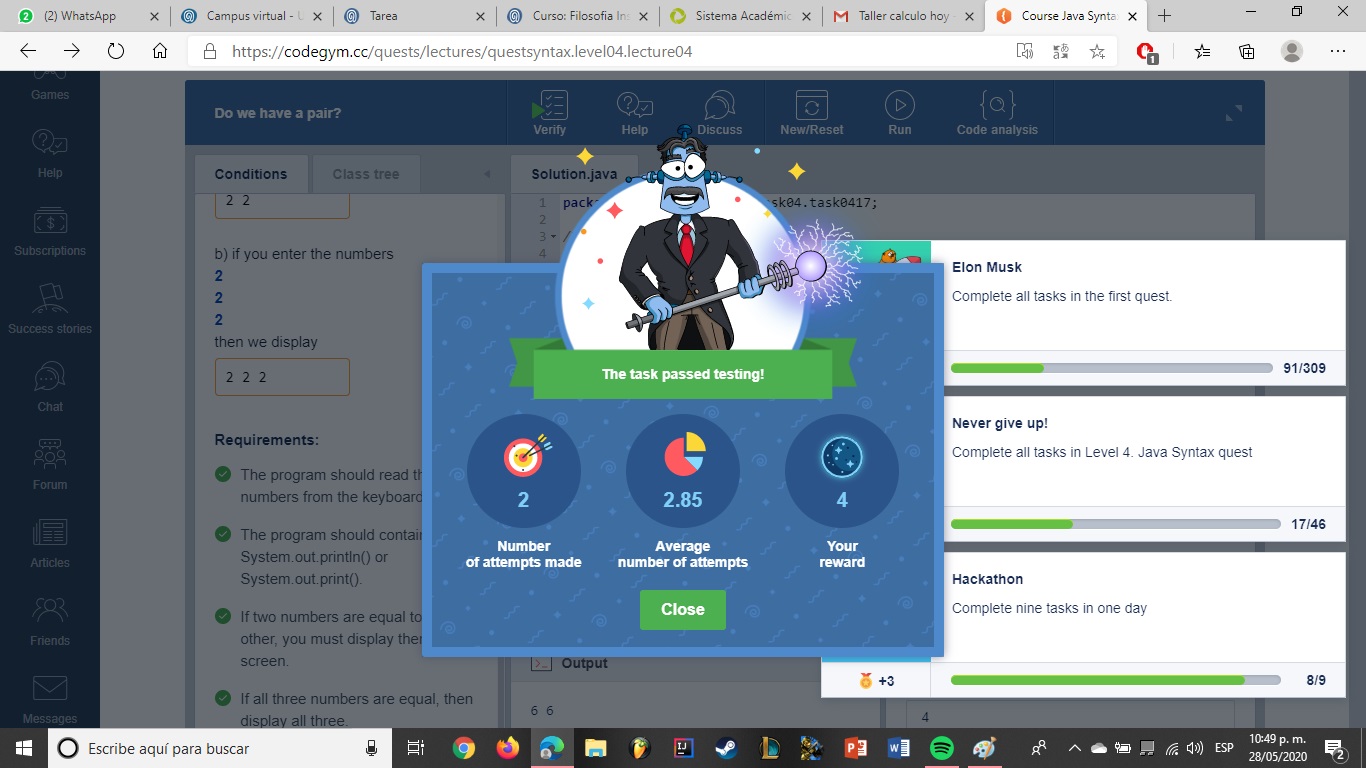 (2) WhatsApp
Campus virtual - U
Tarea
Curso: Filosofia Ins
Sistema Académic
Taller calculo hoy -
Course Java Synta
https://codegym.cc/quests/lectures/questsyntax.level04.lecture04
1
Games
Help
Subscriptions
Success stories
Chat
Forum
Articles
Friends
Messages
Do we have a pair?
Verify
Help
Discuss
New/Reset
Run
Code analysis
Conditions
Class tree
Solution.java
2 2
b) if you enter the numbers
2
2
2
then we display
2 2 2
Requirements:
The program should read th
numbers from the keyboard
The program should contain
System.out.println() or
System.out.print().
If two numbers are equal to
other, you must display the
screen.
If all three numbers are equal, then
display all three.
1 pack sk04.task0417;
2
3 /
4
The task passed testing!
2
Number
of attempts made
2.85
Average
number of attempts
4
Your
reward
Close
Elon Musk
Complete all tasks in the first quest.
91/309
Never give up!
Complete all tasks in Level 4. Java Syntax quest
17/46
Hackathon
Complete nine tasks in one day
+3
8/9
Output
6 6
4
Escribe aquí para buscar
ESP
10:49 p. m.
28/05/2020
2